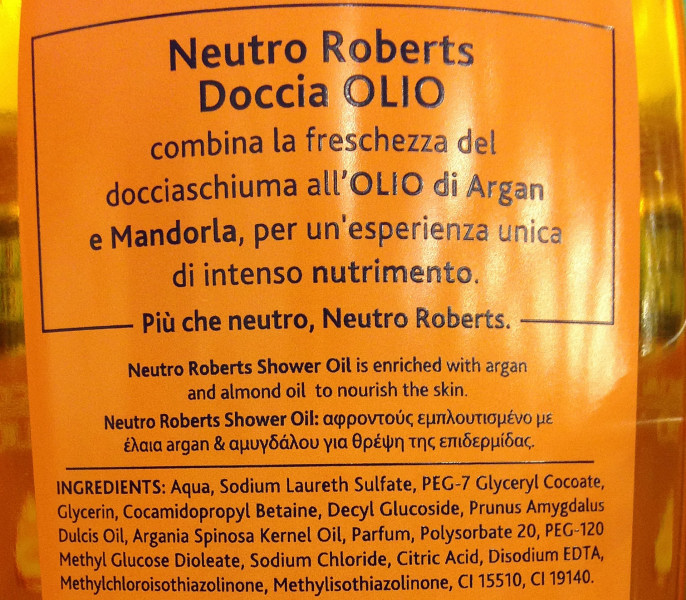 Neutro Roberts
Doccia OLIO
combina la freschezza del
docciaschiuma all'OLIO di Argan
e Mandorla, per un'esperienza unica
di intenso nutrimento.
Più che neutro, Neutro Roberts.
Neutro Roberts Shower Oil is enriched with argan
and almond oil to nourish the skin.
Neutro Roberts Shower Oil: αφροντούς εμπλουτισμένο με
έλαια argan & αμυγδάλου για θρέψη της επιδερμίδας.
INGREDIENTS: Aqua, Sodium Laureth Sulfate, PEG-7 Glyceryl Cocoate,
Glycerin, Cocamidopropyl Betaine, Decyl Glucoside, Prunus Amygdalus
Dulcis Oil, Argania Spinosa Kernel Oil, Parfum, Polysorbate 20, PEG-120
Methyl Glucose Dioleate, Sodium Chloride, Citric Acid, Disodium EDTA,
Methylchloroisothiazolinone, Methylisothiazolinone, CI 15510, CI 19140.